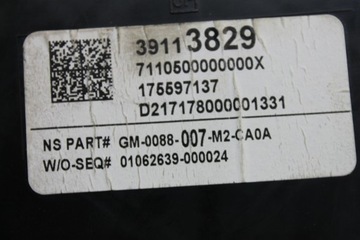 39113829
7110500000000X
175597137
D217178000001331
NS PART# GM-0088-007-M2-CA0A
W/O-SEQ# 01062639-000024